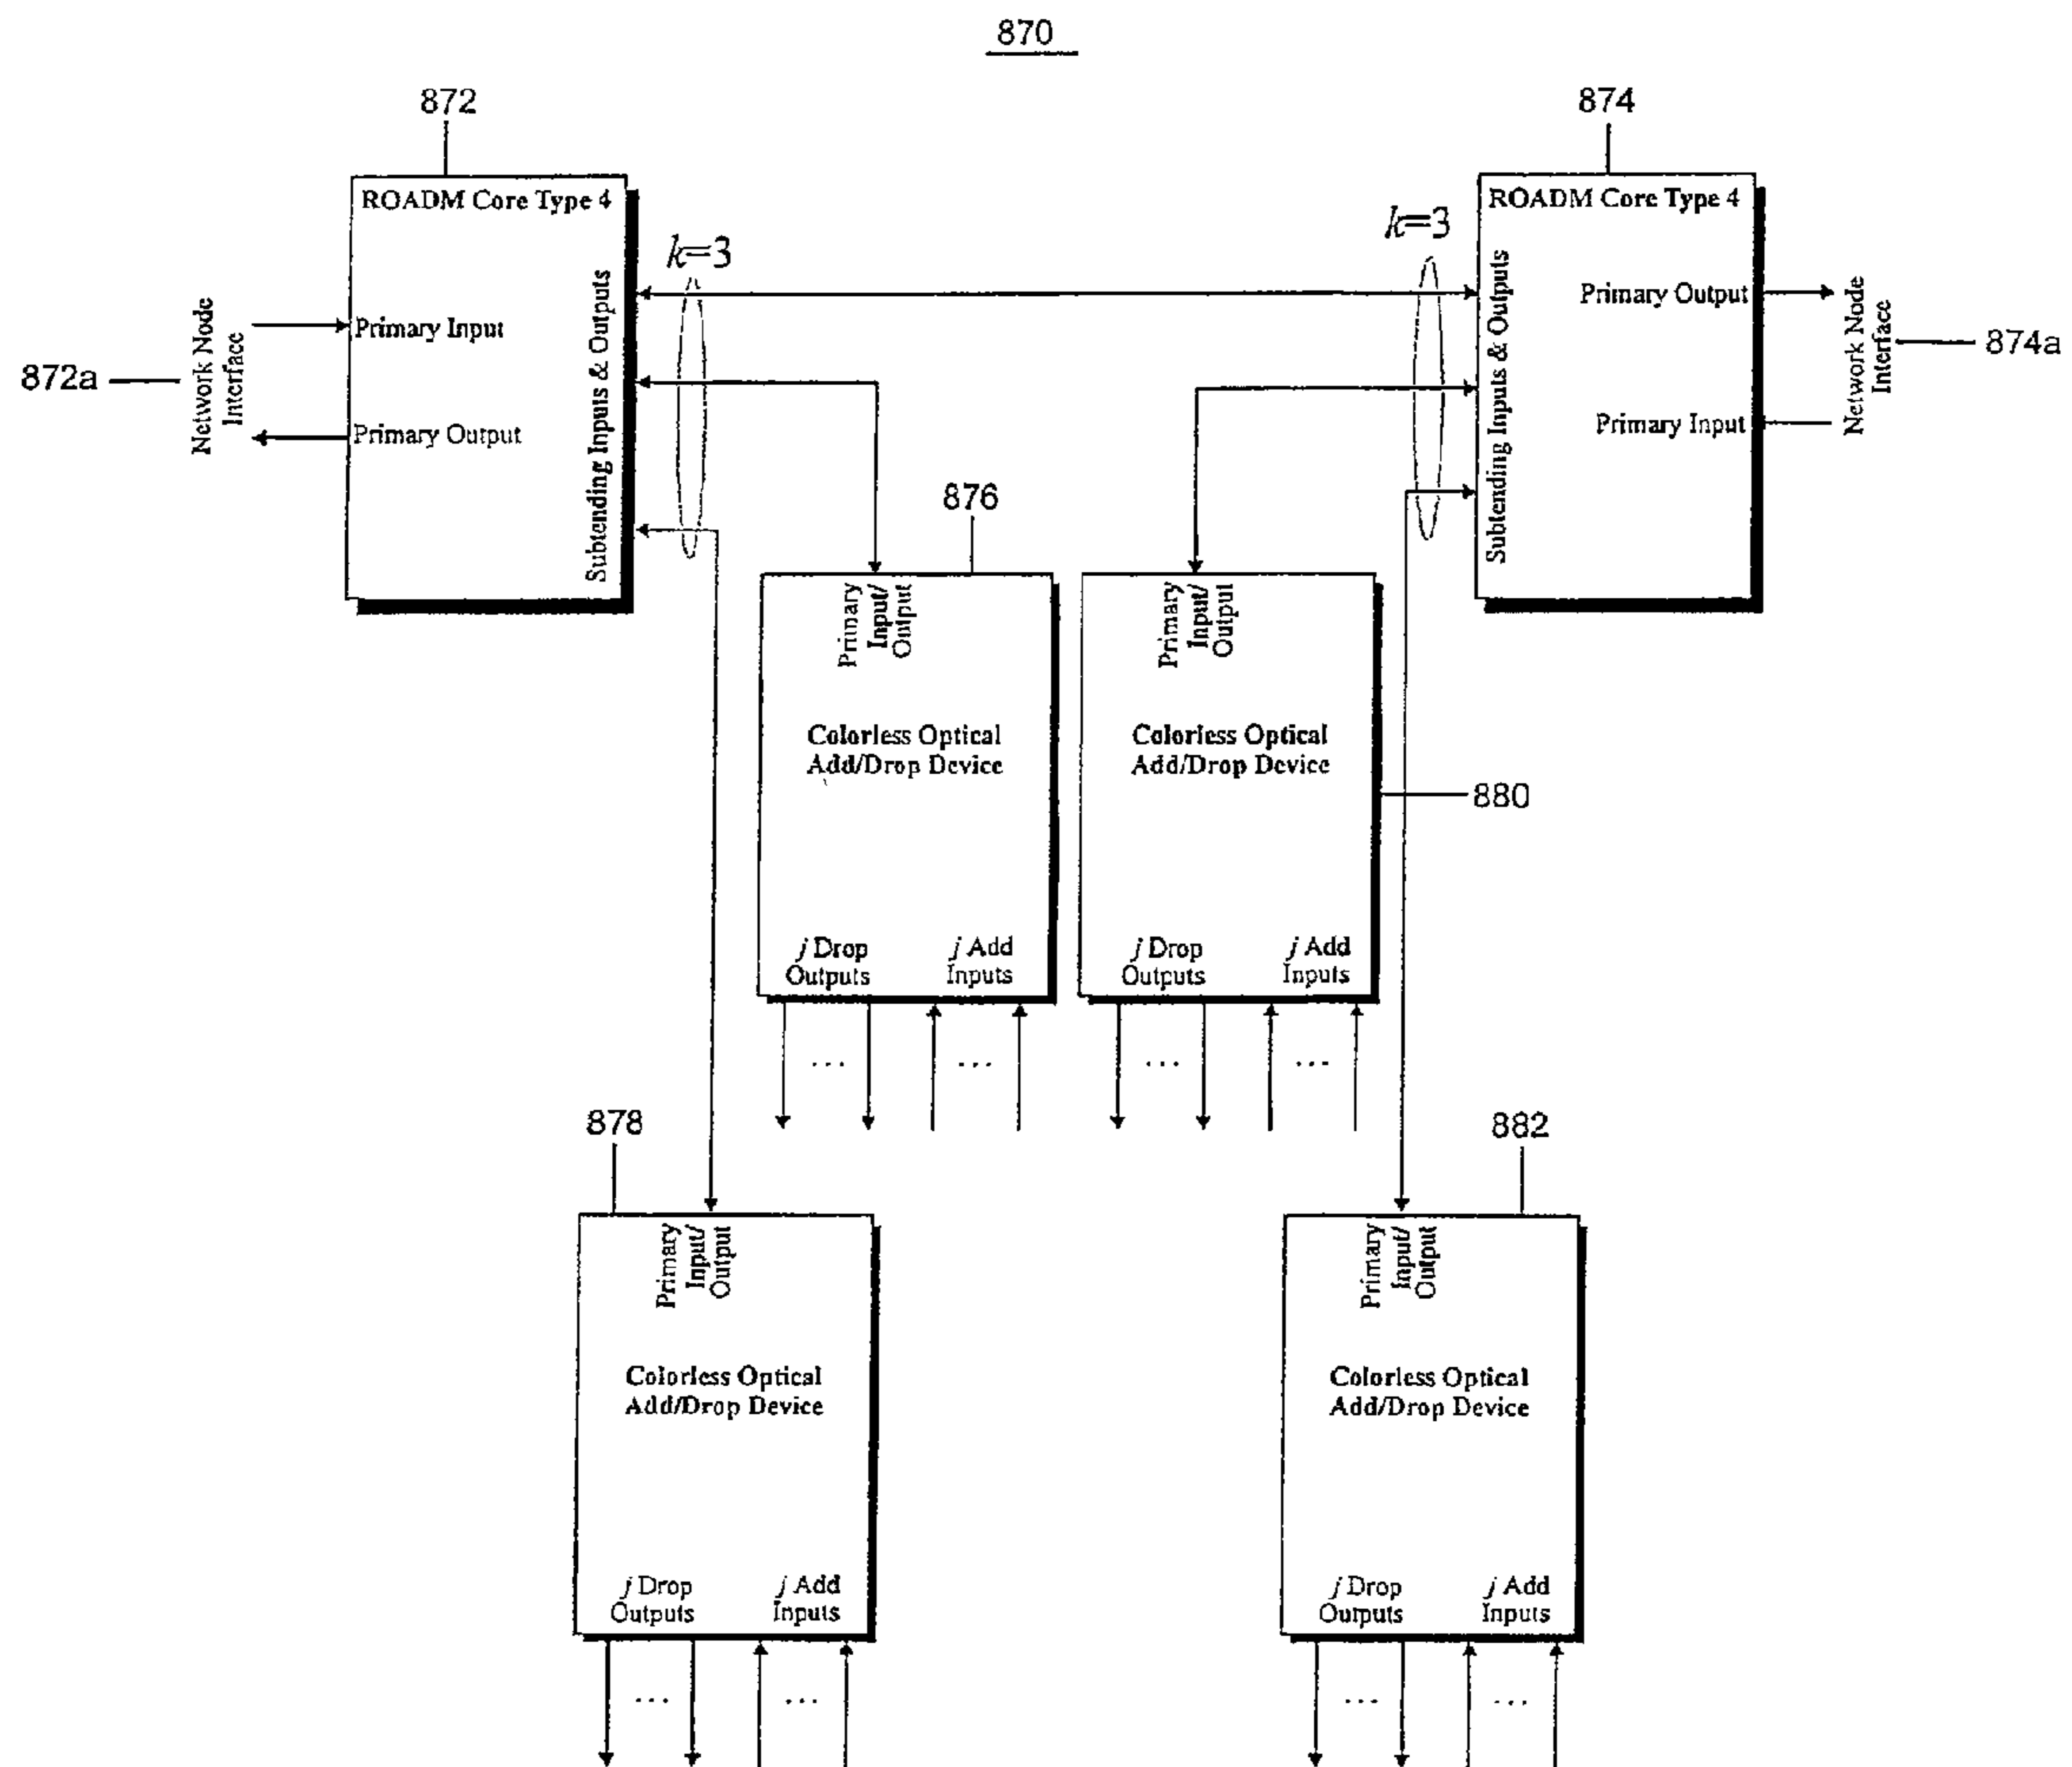 870
872
874
ROADM Core Type 4
ROADM Core Type 4
k=3
k=3
Primary Input
Primary Output
Subtending Inputs & Outputs
Network Node
Interface
872a
Subtending Inputs & Outputs
Primary Output
Primary Input
Network Node
Interface
874a
876
Primary
Input/
Output
Primary
Input/
Output
Colorless Optical
Add/Drop Device
Colorless Optical
Add/Drop Device
880
j Drop
Outputs
j Add
Inputs
j Drop
Outputs
j Add
Inputs
...
...
...
...
878
882
Primary
Input/
Output
Primary
Input/
Output
Colorless Optical
Add/Drop Device
Colorless Optical
Add/Drop Device
j Drop
Outputs
j Add
Inputs
j Drop
Outputs
j Add
Inputs
...
...
...
...